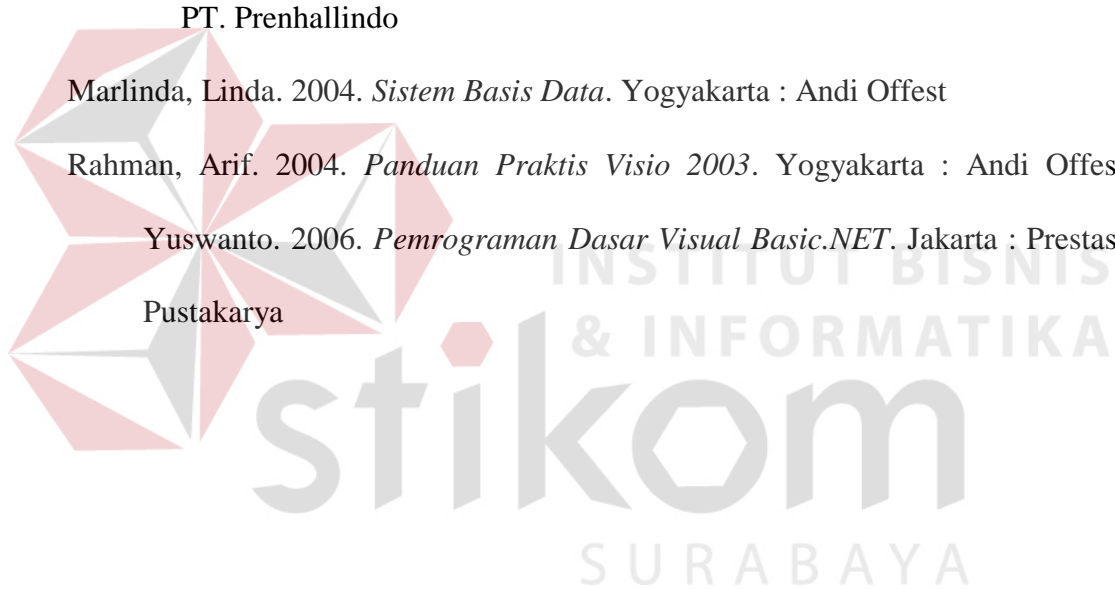 PT. Prenhallindo
Marlinda, Linda. 2004. Sistem Basis Data. Yogyakarta : Andi Offest
Rahman, Arif. 2004. Panduan Praktis Visio 2003. Yogyakarta : Andi Offes
Yuswanto. 2006. Pemrograman Dasar Visual Basic.NET. Jakarta : Prestas
Pustakarya
INSTITUT BISNIS
& INFORMATIKA
stikom
SURABAYA